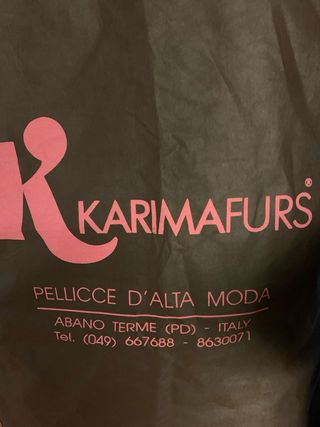 K
KARIMAFURS®
PELLICCE D'ALTA MODA
ABANO TERME (PD) - ITALY
Tel. (049) 667688 - 8630071